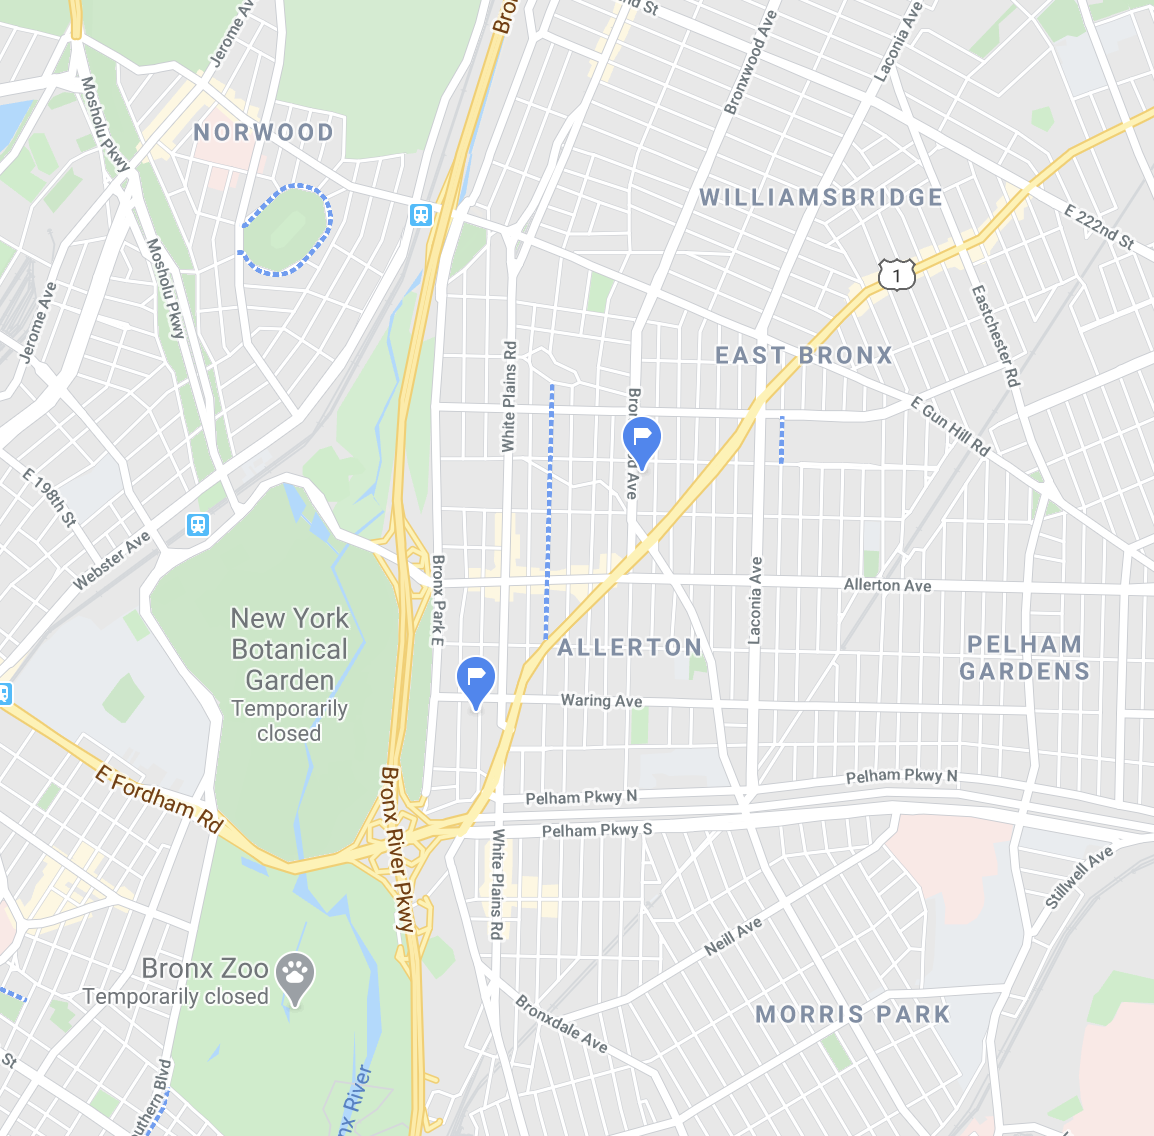 nd St
Bron
Jerome Av
Bronxwood Ave
Laconia Ave
Mosholu Pkwy
NORWOOD
WILLIAMSBRIDGE
E 222nd St
Mosholu Pkwy
1
Jerome Ave
Eastchester Rd
EAST BRONX
White Plains Rd
Bron
d Ave
E Gun Hill Rd
E 198th St
Webster Ave
Bronx Park E
Laconia Ave
Allerton Ave
New York
Botanical
Garden
Temporarily
closed
ALLERTON
PELHAM
GARDENS
Waring Ave
E Fordham Rd
Bronx River Pkwy
Pelham Pkwy N
Pelham Pkwy N
Pelham Pkwy S
White Plains Rd
Stillwell Ave
Neill Ave
Bronx Zoo
Temporarily closed
Bronxdale Ave
MORRIS PARK
St
uthern Blvd
nx River